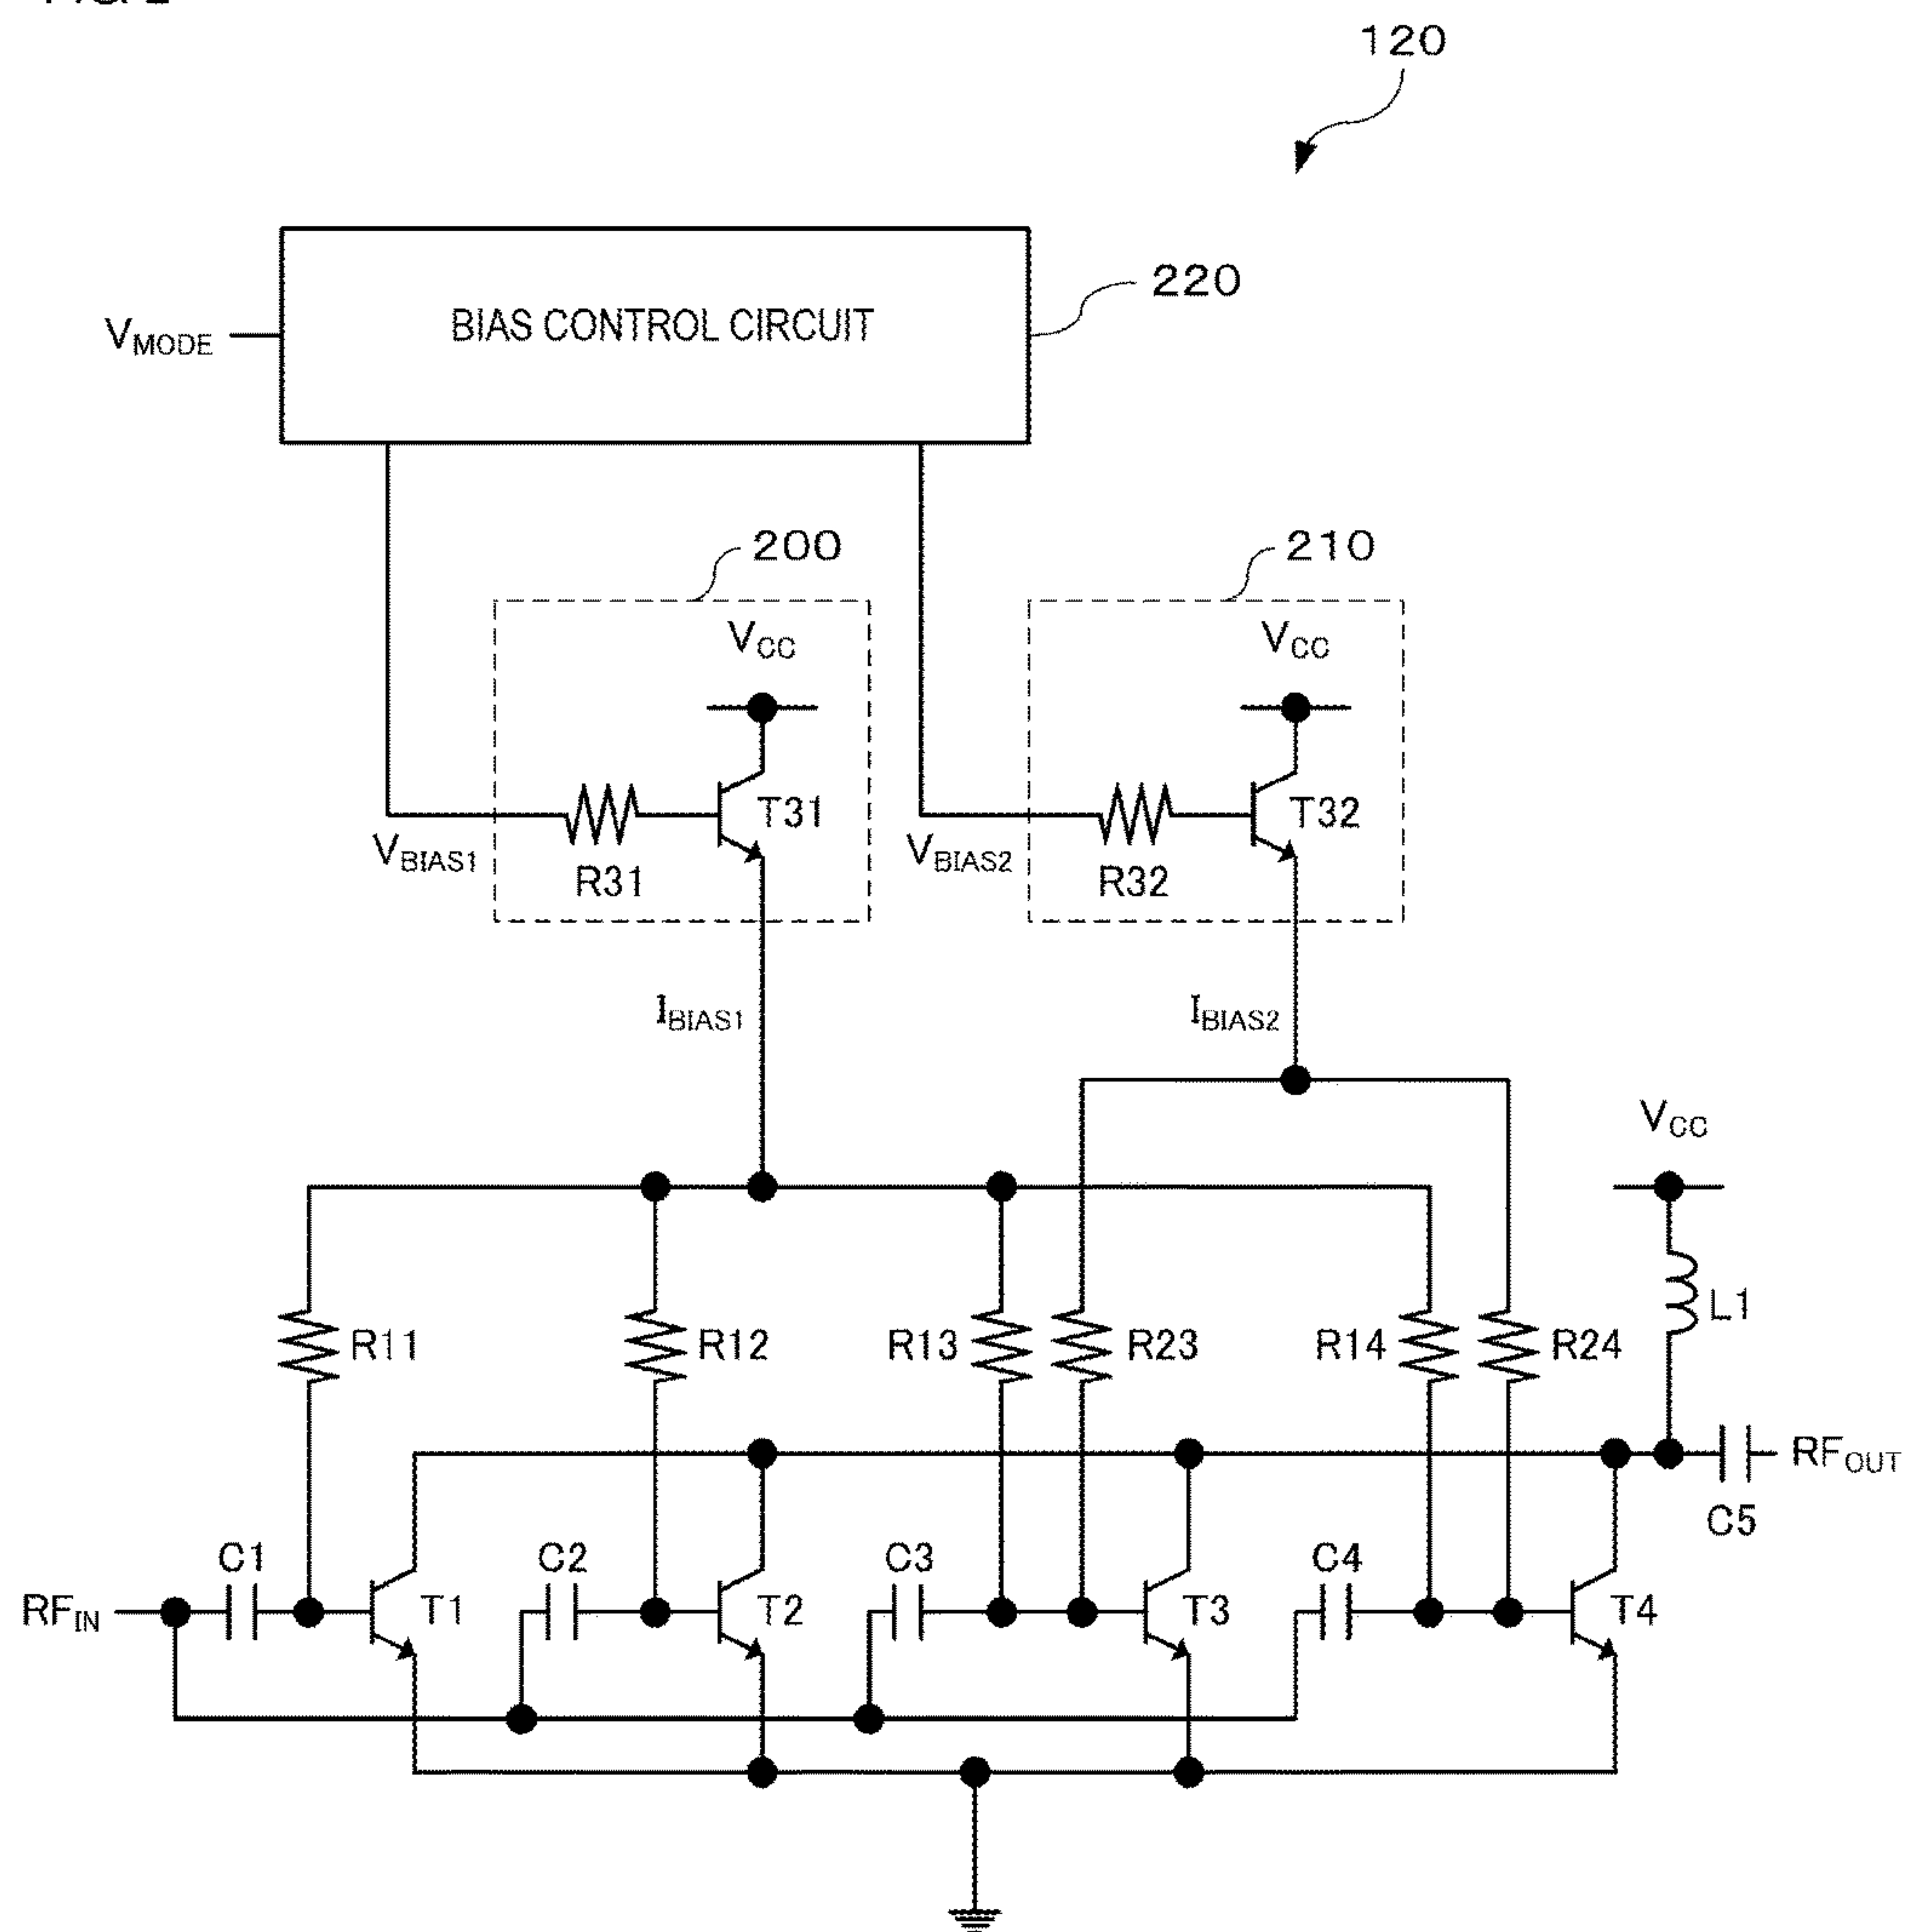 120
220
BIAS CONTROL CIRCUIT
VMODE
200
210
VCC
VCC
T31
T32
VBIAS1
R31
VBIAS2
R32
IBIAS1
IBIAS2
VCC
L1
R11
R12
R13
R23
R14
R24
RFOUT
C5
C1
C2
C3
C4
RFIN
T1
T2
T3
T4